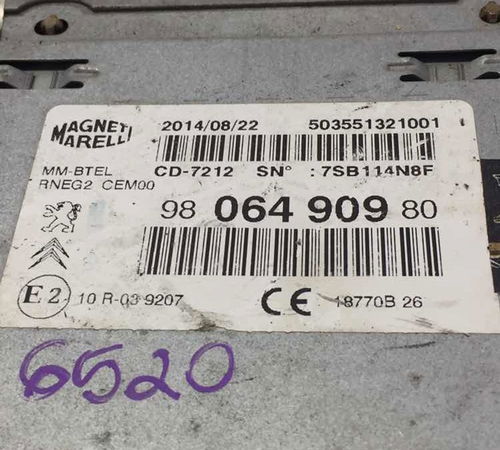 MAGNETI MARELLI
2014/08/22 503551321001
MM-BTEL CD-7212 SN° : 7SB114N8F
RNEG2 CEM00
98 064 909 80
E2 10 R-03 9207 CE 18770B 26
6520